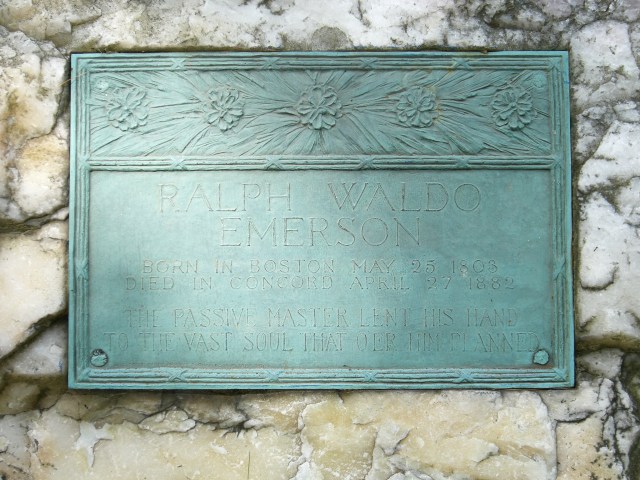 RALPH WALDO
EMERSON
BORN IN BOSTON MAY 25 1803
DIED IN CONCORD APRIL 27 1882
THE PASSIVE MASTER LENT HIS HAND
TO THE VAST SOUL THAT O'ER HIM PLANNED